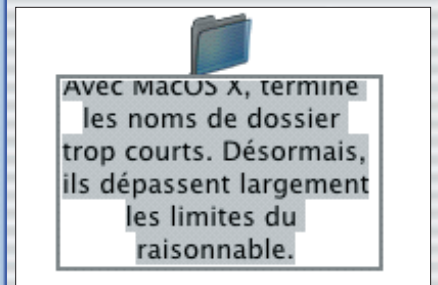 Avec MacOS X, terminé
les noms de dossier
trop courts. Désormais,
ils dépassent largement
les limites du
raisonnable.